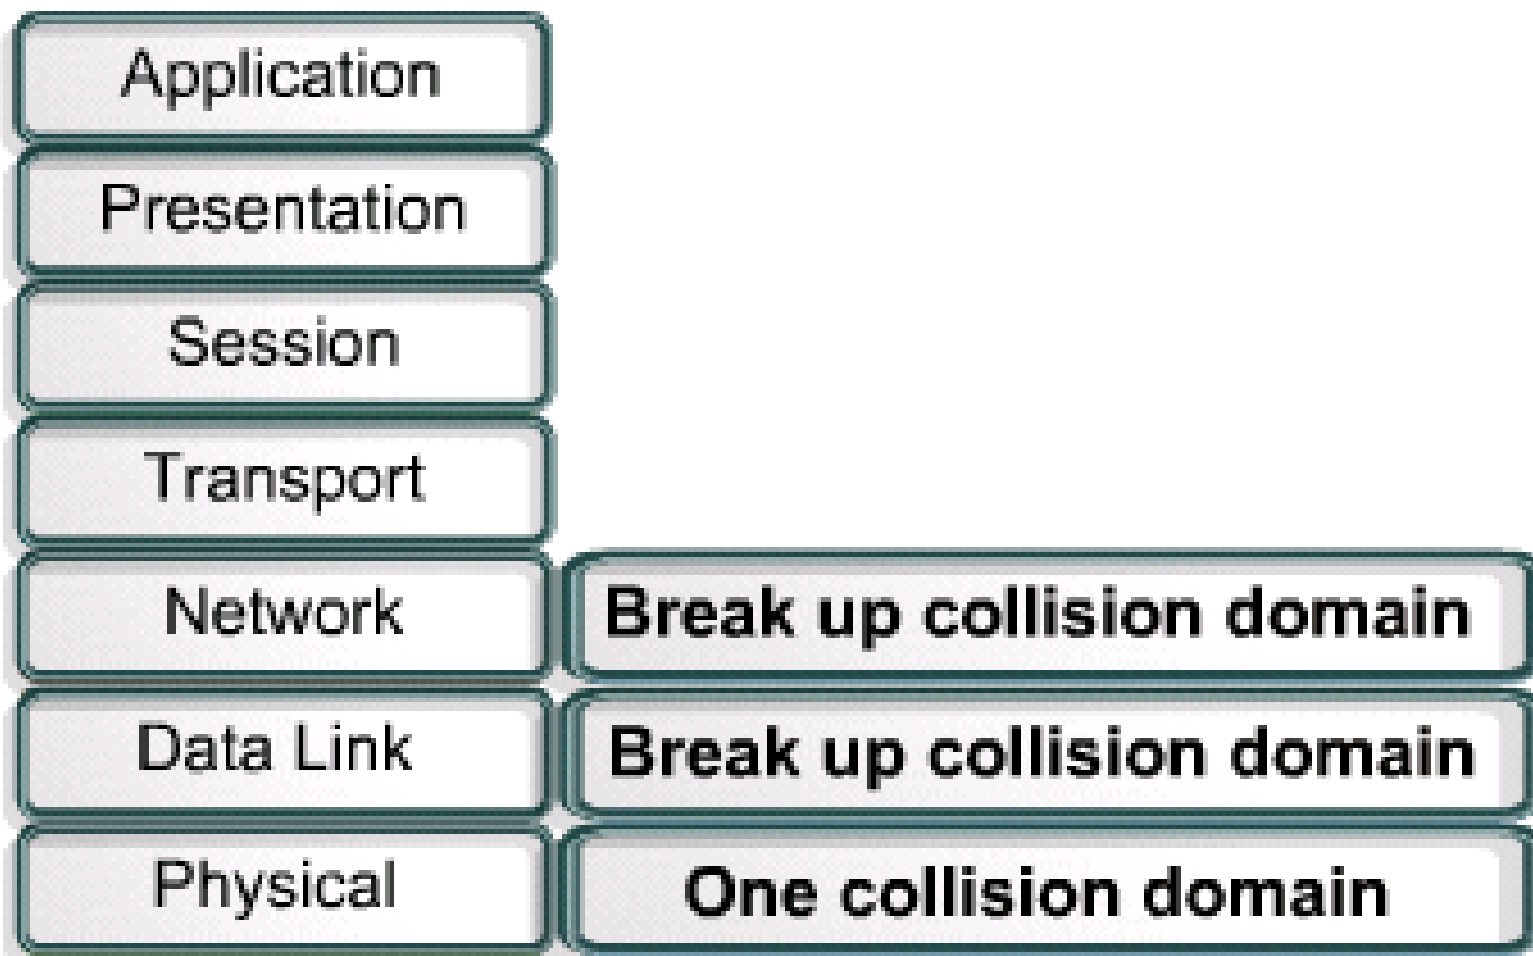 Application
Presentation
Session
Transport
Network
Break up collision domain
Data Link
Break up collision domain
Physical
One collision domain